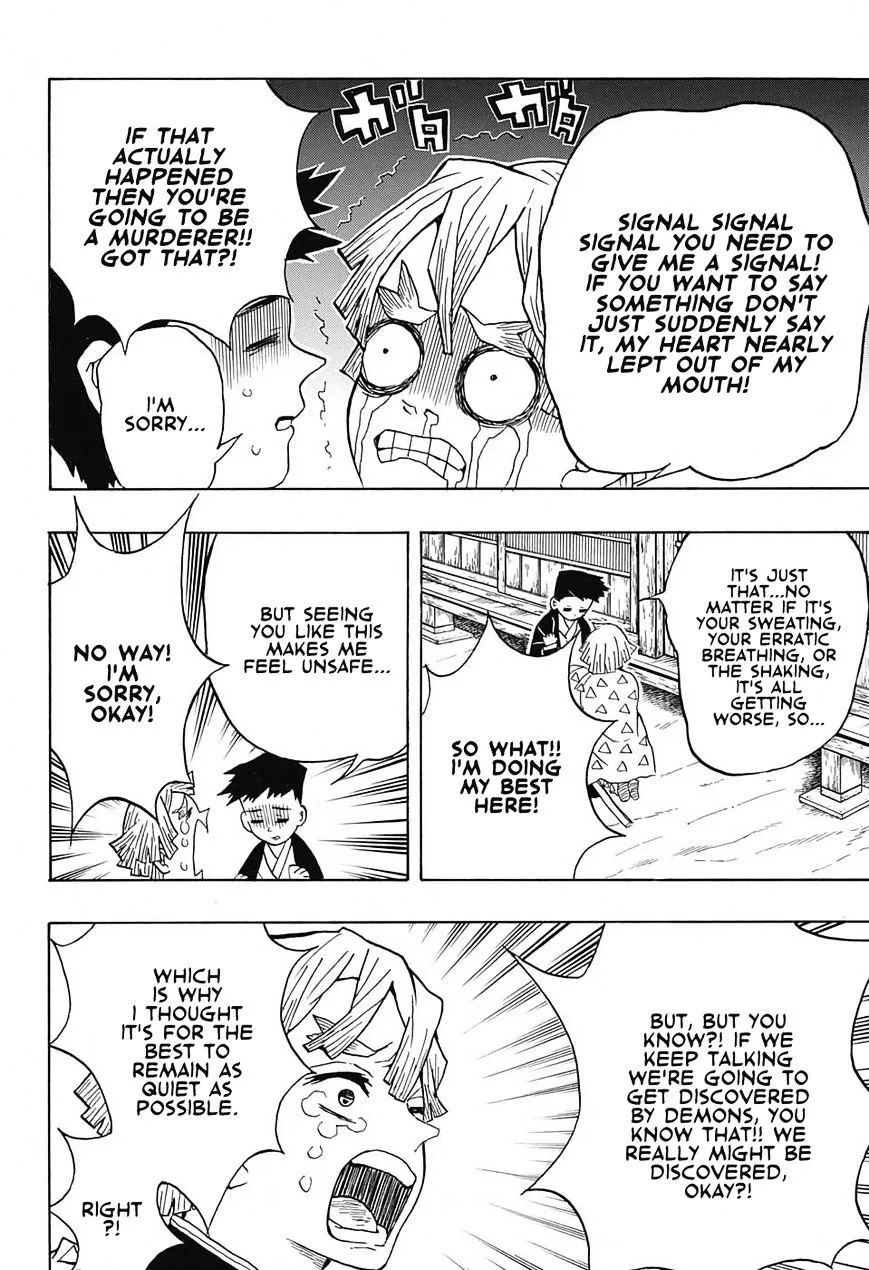 ガタ
ガタ
SIGNAL SIGNAL
SIGNAL YOU NEED TO
GIVE ME A SIGNAL!
IF YOU WANT TO SAY
SOMETHING DON'T
JUST SUDDENLY SAY
IT, MY HEART NEARLY
LEPT OUT OF MY
MOUTH!
IF THAT
ACTUALLY
HAPPENED
THEN YOU'RE
GOING TO BE
A MURDERER!!
GOT THAT?!
I'M
SORRY...
IT'S JUST
THAT...NO
MATTER IF IT'S
YOUR SWEATING,
YOUR ERRATIC
BREATHING, OR
THE SHAKING,
IT'S ALL
GETTING
WORSE, SO...
SO WHAT!!
I'M DOING
MY BEST
HERE!
BUT SEEING
YOU LIKE THIS
MAKES ME
FEEL UNSAFE...
NO WAY!
I'M
SORRY,
OKAY!
BUT, BUT YOU
KNOW?! IF WE
KEEP TALKING
WE'RE GOING TO
GET DISCOVERED
BY DEMONS, YOU
KNOW THAT!! WE
REALLY MIGHT BE
DISCOVERED,
OKAY?!
WHICH
IS WHY
I THOUGHT
IT'S FOR THE
BEST TO
REMAIN AS
QUIET AS
POSSIBLE.
RIGHT
?!